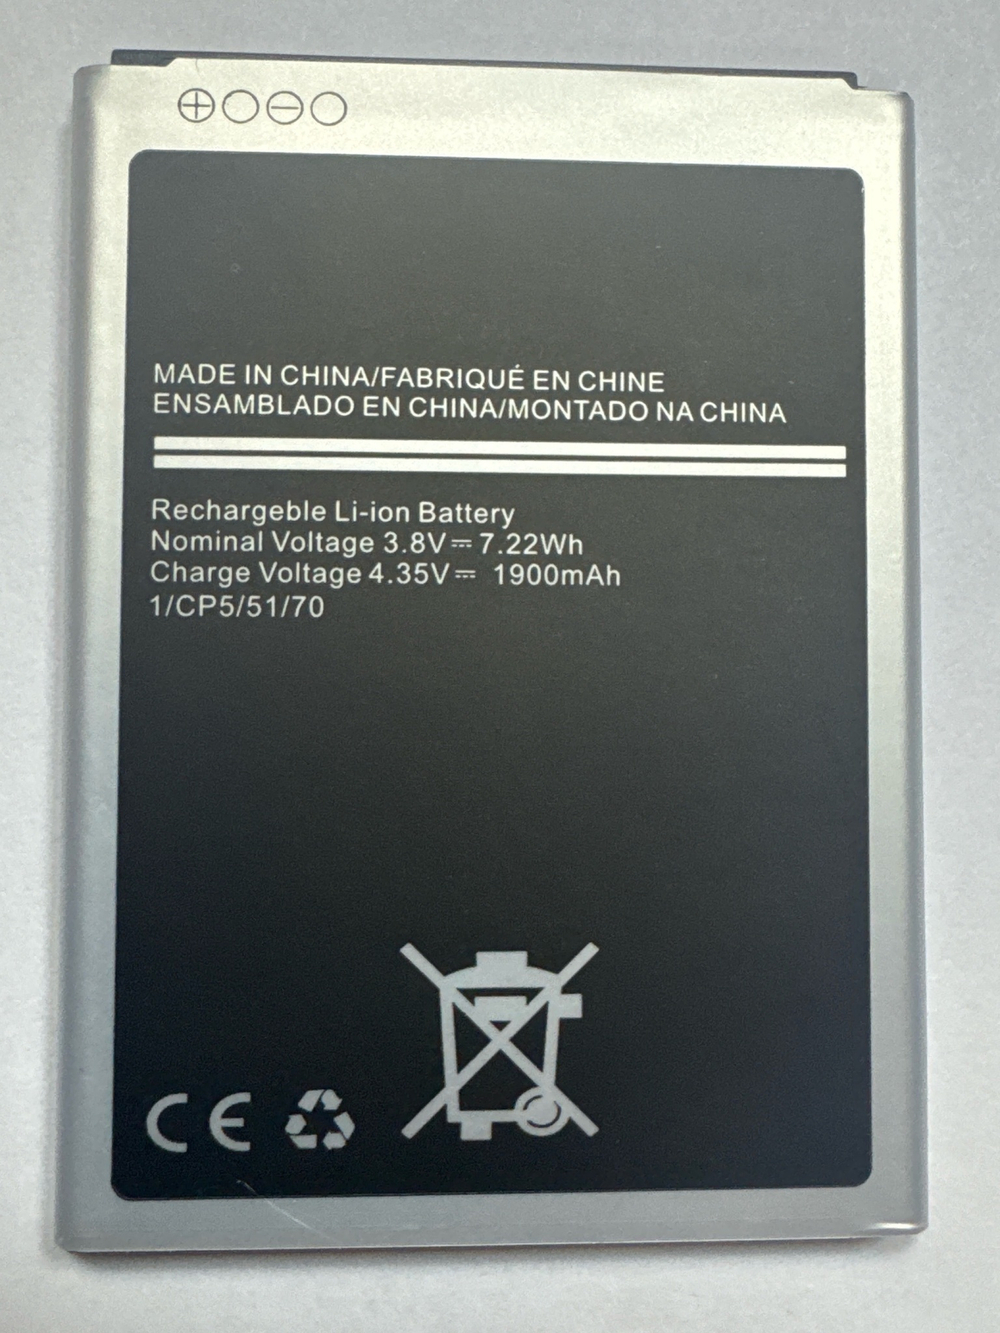 MADE IN CHINA/FABRIQUÉ EN CHINE
ENSAMBLADO EN CHINA/MONTADO NA CHINA
Rechargeble Li-ion Battery
Nominal Voltage 3.8V⎓7.22Wh
Charge Voltage 4.35V⎓ 1900mAh
1/CP5/51/70
CE